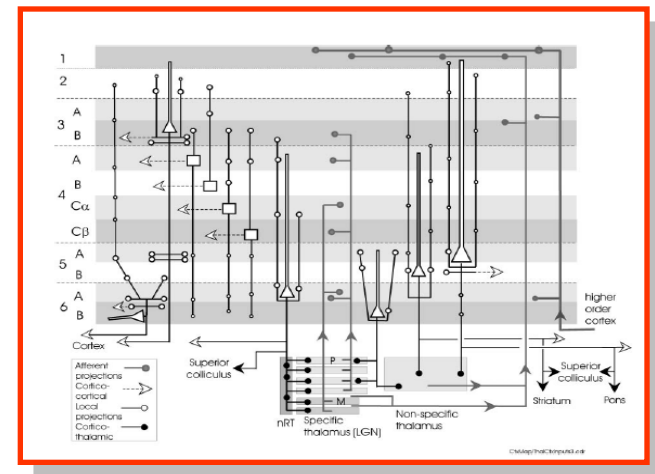 1
2
A
3
B
A
4
B
Cα
Cβ
5
A
B
6
A
B
higher
order
cortex
Cortex
Afferent
projections
Cortico-
cortical
Local
projections
Cortico-
thalamic
Superior
colliculus
P
M
nRT
Specific
thalamus (LGN)
Non-specific
thalamus
Superior
colliculus
Striatum
Pons